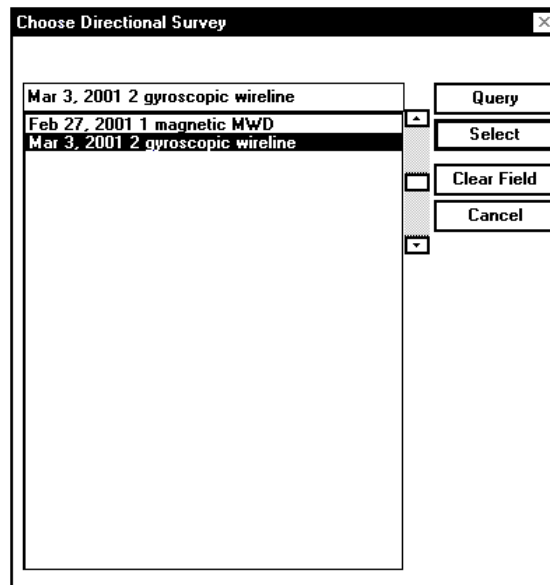 Choose Directional Survey
Mar 3, 2001 2 gyroscopic wireline
Feb 27, 2001 1 magnetic MWD
Mar 3, 2001 2 gyroscopic wireline
Query
Select
Clear Field
Cancel